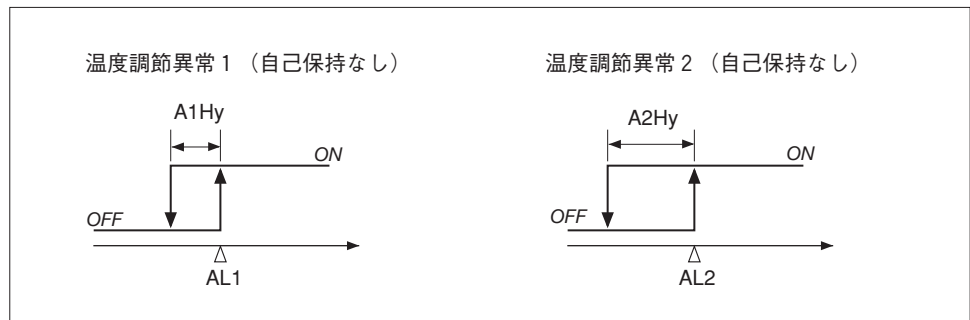 温度調節異常1 (自己保持なし)
A1Hy
ON
OFF
AL1
温度調節異常2 (自己保持なし)
A2Hy
ON
OFF
AL2